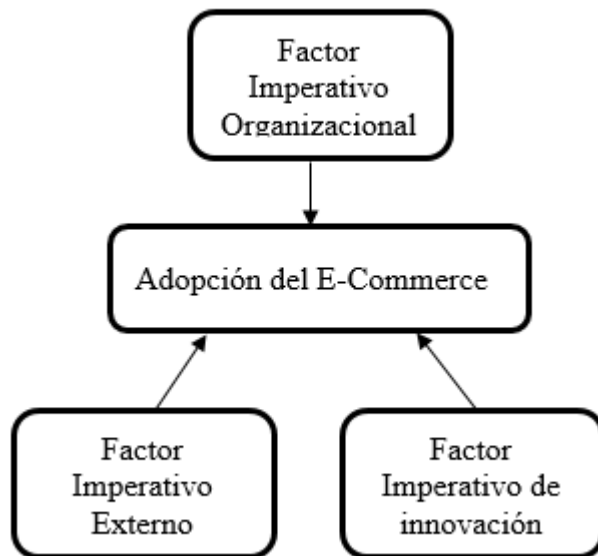 Factor
Imperativo
Organizacional
Adopción del E-Commerce
Factor
Imperativo
Externo
Factor
Imperativo de
innovación